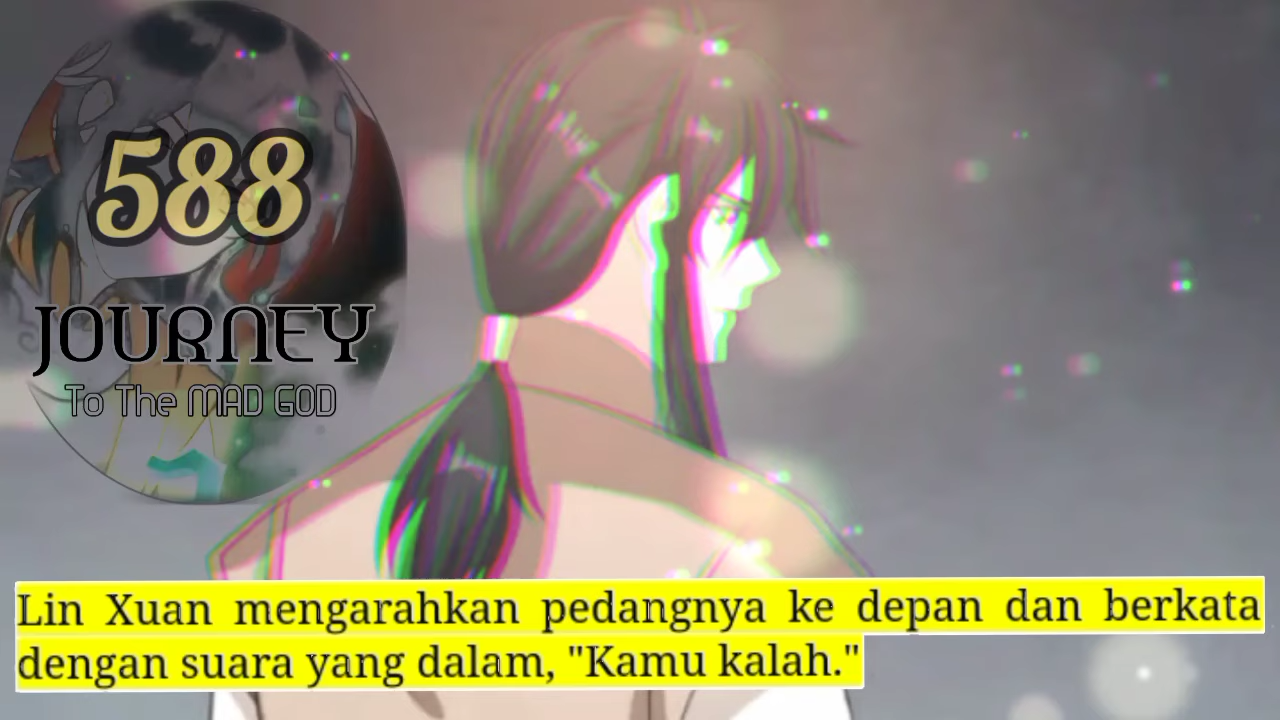 588
JOURNEY
To The MAD GOD
Lin Xuan mengarahkan pedangnya ke depan dan berkata
dengan suara yang dalam, "Kamu kalah."